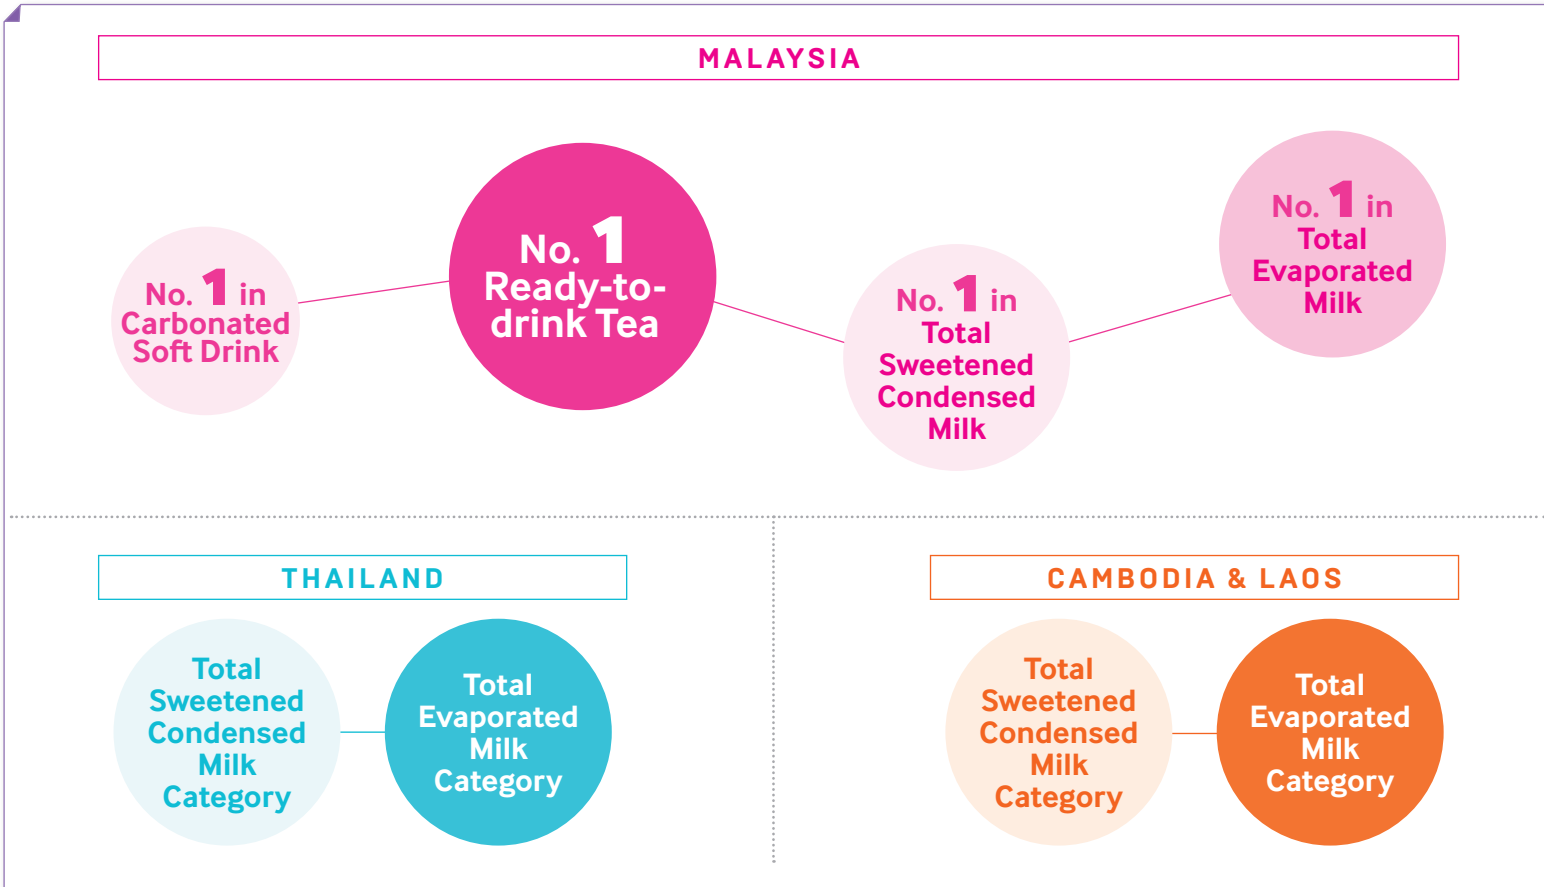 MALAYSIA
No. 1 in
Carbonated
Soft Drink
No. 1
Ready-to-
drink Tea
No. 1 in
Total
Sweetened
Condensed
Milk
No. 1 in
Total
Evaporated
Milk
THAILAND
Total
Sweetened
Condensed
Milk
Category
Total
Evaporated
Milk
Category
CAMBODIA & LAOS
Total
Sweetened
Condensed
Milk
Category
Total
Evaporated
Milk
Category